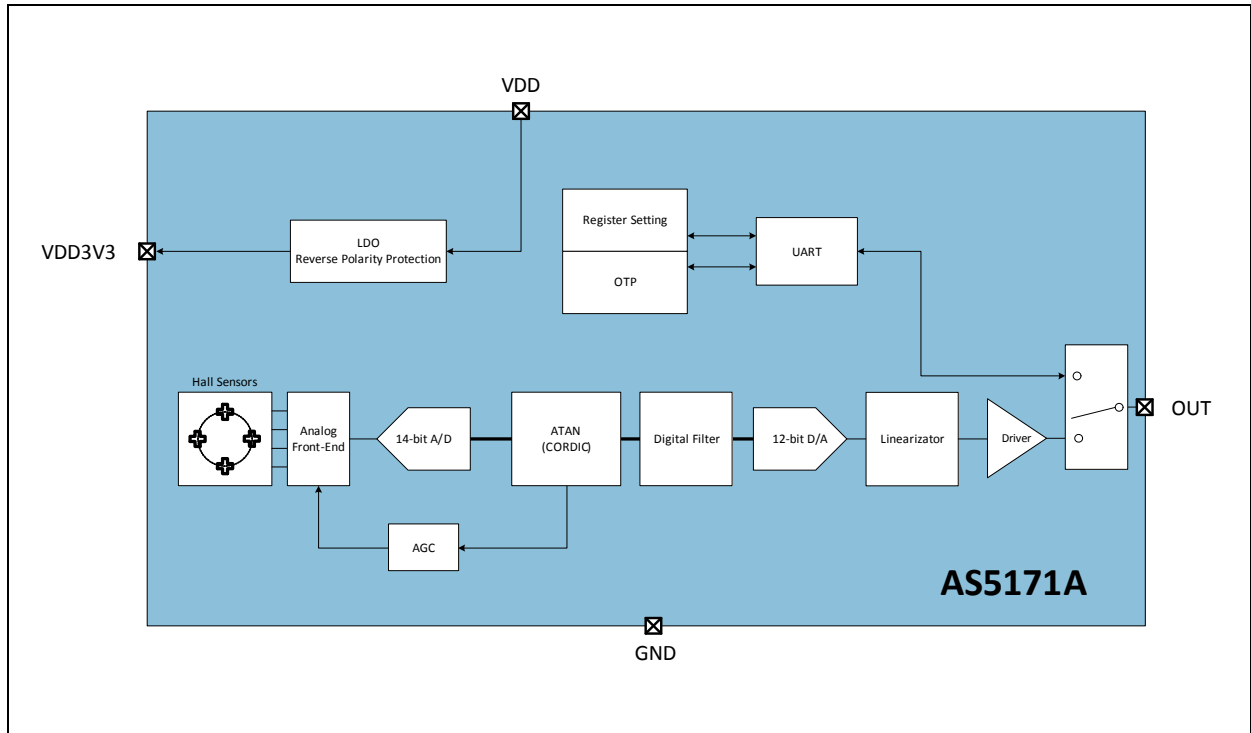 VDD
VDD3V3
LDO
Reverse Polarity Protection
Register Setting
OTP
UART
Hall Sensors
Analog
Front-End
14-bit A/D
ATAN
(CORDIC)
Digital Filter
12-bit D/A
Linearizator
Driver
OUT
AGC
AS5171A
GND